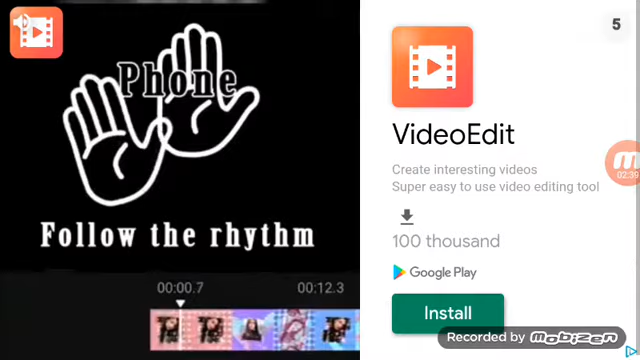 Phone
Follow the rhythm
00:00.7
00:12.3
5
VideoEdit
Create interesting videos
Super easy to use video editing tool
100 thousand
Google Play
02:39
Install
Recorded by mobizen